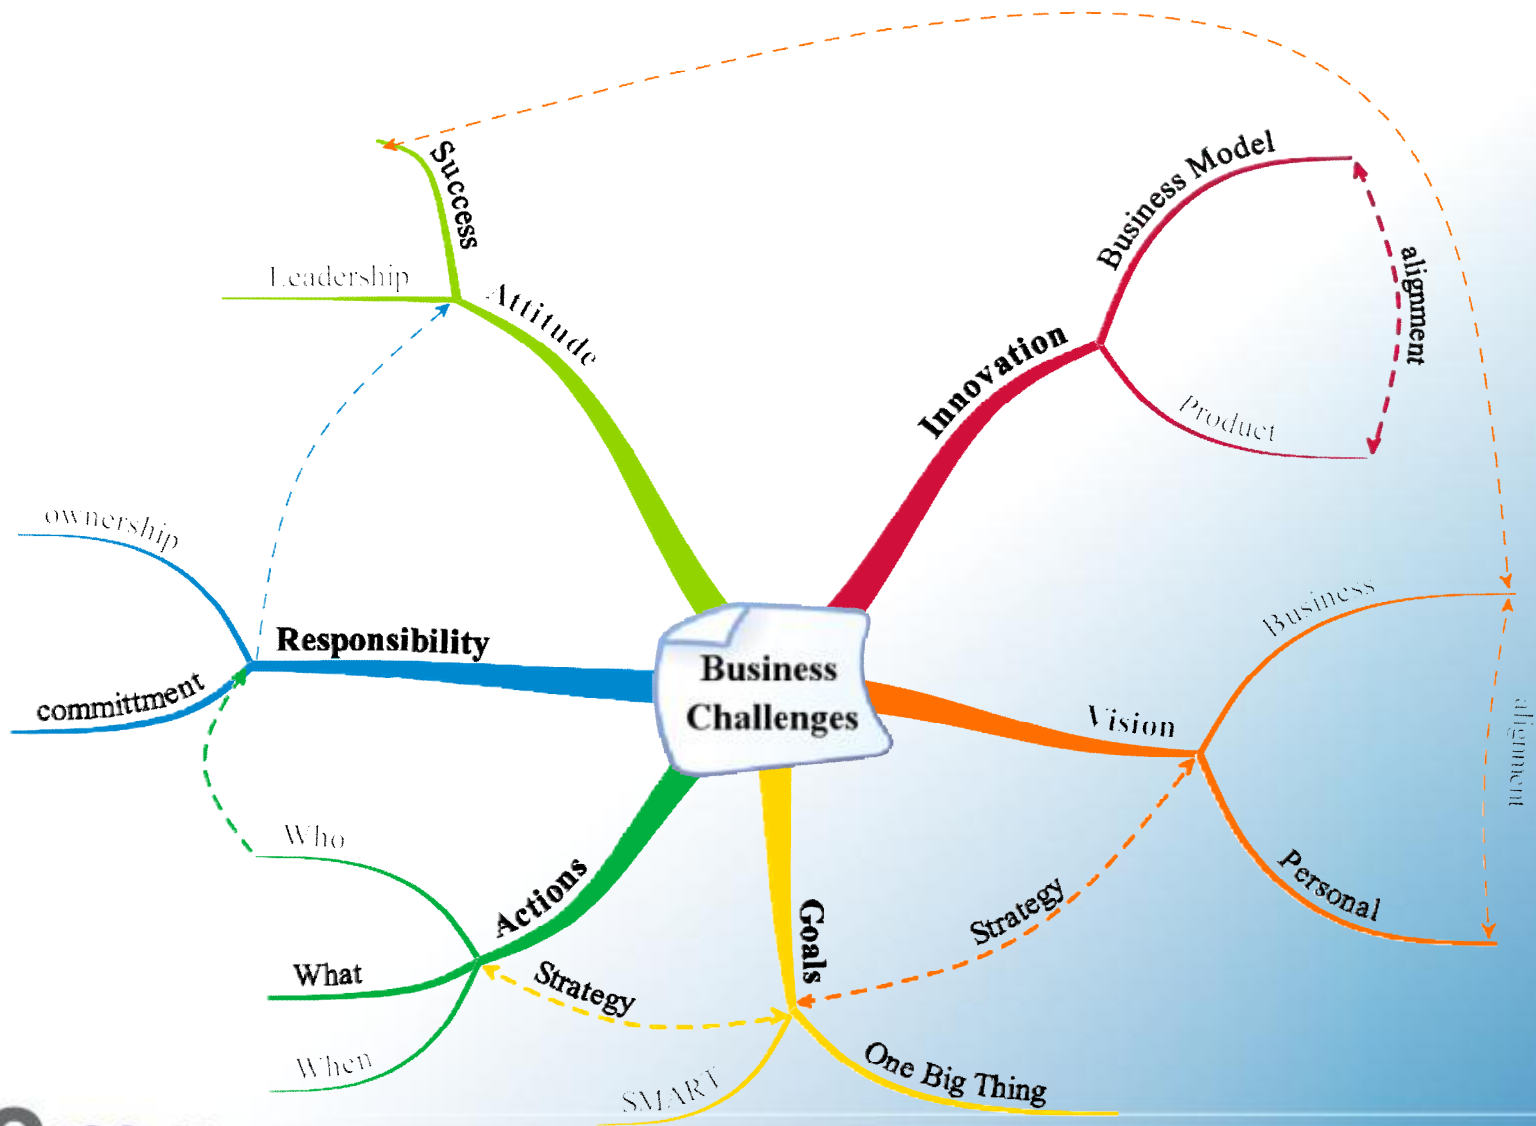 Success
Leadership
Attitude
Business Model
alignment
Innovation
Product
ownership
Responsibility
committment
Business
Challenges
Business
Vision
alignment
Personal
Who
Actions
What
When
Strategy
Goals
Strategy
SMART
One Big Thing